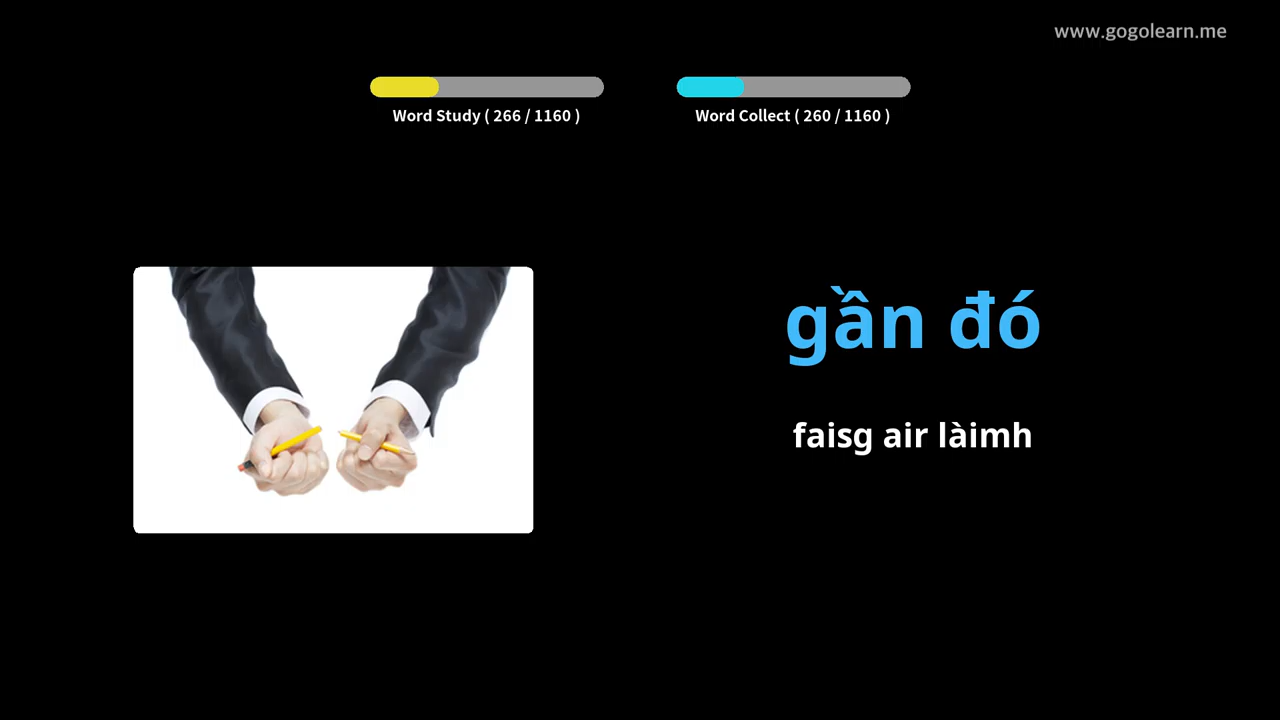 www.gogolearn.me
Word Study ( 266 / 1160 )
Word Collect ( 260 / 1160 )
gần đó
faisg air làimh